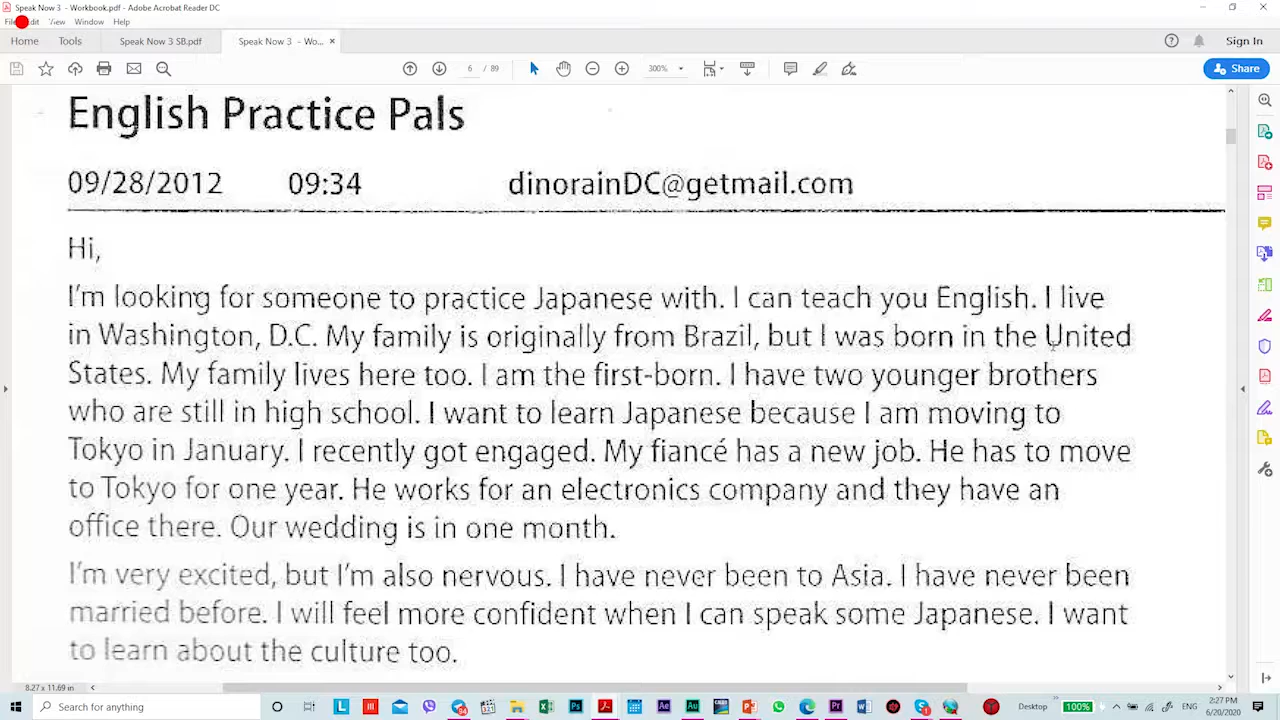 Speak Now 3 - Workbook.pdf - Adobe Acrobat Reader DC
File Edit View Window Help
Home Tools Speak Now 3 SB.pdf Speak Now 3 - Wo... × Sign In
6 / 89 300% Share
English Practice Pals
09/28/2012 09:34 dinorainDC@getmail.com
Hi,
I'm looking for someone to practice Japanese with. I can teach you English. I live
in Washington, D.C. My family is originally from Brazil, but I was born in the United
States. My family lives here too. I am the first-born. I have two younger brothers
who are still in high school. I want to learn Japanese because I am moving to
Tokyo in January. I recently got engaged. My fiancé has a new job. He has to move
to Tokyo for one year. He works for an electronics company and they have an
office there. Our wedding is in one month.
I'm very excited, but I'm also nervous. I have never been to Asia. I have never been
married before. I will feel more confident when I can speak some Japanese. I want
to learn about the culture too.
8.27 x 11.69 in
Search for anything Desktop 100% 2:27 PM
6/20/2020